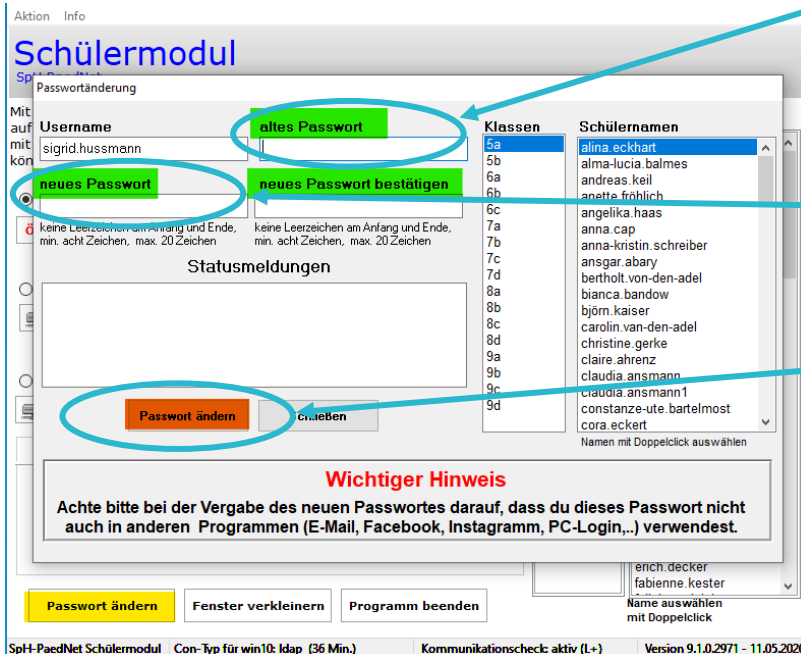 Aktion Info
Schülermodul
Passwortänderung
Mit
auf
mit
kön
Username
altes Passwort
sigrid.hussmann
neues Passwort
neues Passwort bestätigen
keine Leerzeichen am Anfang und Ende,
min. acht Zeichen, max. 20 Zeichen
keine Leerzeichen am Anfang und Ende,
min. acht Zeichen, max. 20 Zeichen
Statusmeldungen
Passwort ändern
Klassen
5a
5b
6a
6b
6c
7a
7b
7c
7d
8a
8b
8c
8d
9a
9b
9c
9d
Schülernamen
alina.eckhart
alma-lucia.balmes
andreas.keil
anette.fröhlich
angelika.haas
anna.cap
anna-kristin.schreiber
ansgar.abary
bertholt.von-den-adel
bianca.bandow
björn.kaiser
carolin.van-den-adel
christine.gerke
claire.ahrenz
claudia.ansmann
claudia.ansmann1
constanze-ute.bartelmost
cora.eckert
Namen mit Doppelclick auswählen
Wichtiger Hinweis
Achte bitte bei der Vergabe des neuen Passwortes darauf, dass du dieses Passwort nicht
auch in anderen Programmen (E-Mail, Facebook, Instagramm, PC-Login,..) verwendest.
erich.decker
fabienne.kester
Name auswählen
mit Doppelclick
Passwort ändern
Fenster verkleinern
Programm beenden
SpH-PaedNet Schülermodul Con-Typ für win10: ldap (36 Min.) Kommunikationscheck: aktiv (L+) Version 9.1.0.2971 - 11.05.2020